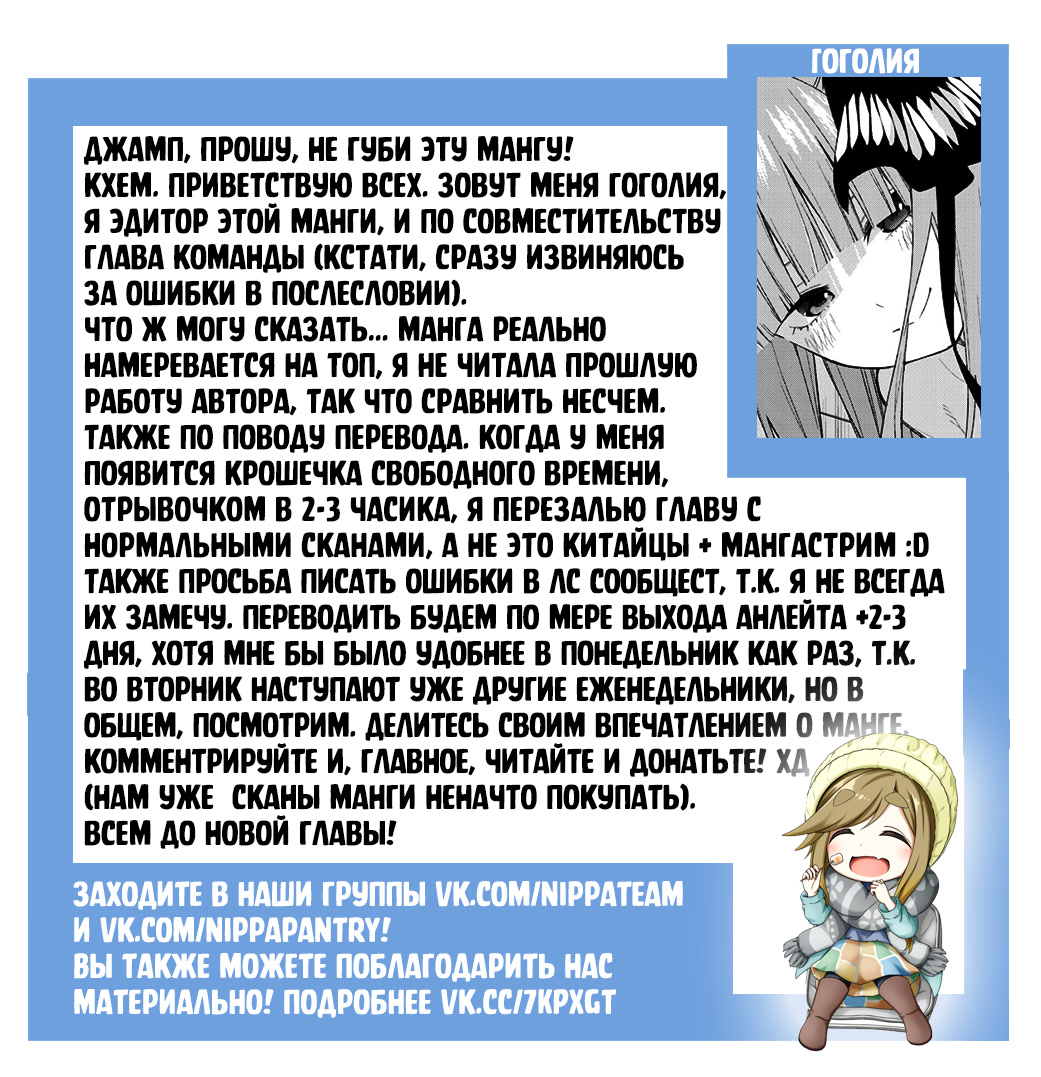 ГОГОЛИЯ
ДЖАМП, ПРОШУ, НЕ ГУБИ ЭТУ МАНГУ!
КХЕМ. ПРИВЕТСТВУЮ ВСЕХ. ЗОВУТ МЕНЯ ГОГОЛИЯ,
Я ЭДИТОР ЭТОЙ МАНГИ, И ПО СОВМЕСТИТЕЛЬСТВУ
ГЛАВА КОМАНДЫ (КСТАТИ, СРАЗУ ИЗВИНЯЮСЬ
ЗА ОШИБКИ В ПОСЛЕСЛОВИИ).
ЧТО Ж МОГУ СКАЗАТЬ... МАНГА РЕАЛЬНО
НАМЕРЕВАЕТСЯ НА ТОП, Я НЕ ЧИТАЛА ПРОШЛУЮ
РАБОТУ АВТОРА, ТАК ЧТО СРАВНИТЬ НЕСЧЕМ.
ТАКЖЕ ПО ПОВОДУ ПЕРЕВОДА. КОГДА У МЕНЯ
ПОЯВИТСЯ КРОШЕЧКА СВОБОДНОГО ВРЕМЕНИ,
ОТРЫВОЧКОМ В 2-3 ЧАСИКА, Я ПЕРЕЗАЛЬЮ ГЛАВУ С
НОРМАЛЬНЫМИ СКАНАМИ, А НЕ ЭТО КИТАЙЦЫ + МАНГАСТРИМ :D
ТАКЖЕ ПРОСЬБА ПИСАТЬ ОШИБКИ В ЛС СООБЩЕСТ, Т.К. Я НЕ ВСЕГДА
ИХ ЗАМЕЧУ. ПЕРЕВОДИТЬ БУДЕМ ПО МЕРЕ ВЫХОДА АНЛЕЙТА +2-3
ДНЯ, ХОТЯ МНЕ БЫ БЫЛО УДОБНЕЕ В ПОНЕДЕЛЬНИК КАК РАЗ, Т.К.
ВО ВТОРНИК НАСТУПАЮТ УЖЕ ДРУГИЕ ЕЖЕНЕДЕЛЬНИКИ, НО В
ОБЩЕМ, ПОСМОТРИМ. ДЕЛИТЕСЬ СВОИМ ВПЕЧАТЛЕНИЕМ О МАНГЕ,
КОММЕНТРИРУЙТЕ И, ГЛАВНОЕ, ЧИТАЙТЕ И ДОНАТЬТЕ! ХД
(НАМ УЖЕ СКАНЫ МАНГИ НЕНАЧТО ПОКУПАТЬ).
ВСЕМ ДО НОВОЙ ГЛАВЫ!
ЗАХОДИТЕ В НАШИ ГРУППЫ VK.COM/NIPPATEAM
И VK.COM/NIPPAPANTRY!
ВЫ ТАКЖЕ МОЖЕТЕ ПОБЛАГОДАРИТЬ НАС
МАТЕРИАЛЬНО! ПОДРОБНЕЕ VK.CC/7KPXGT